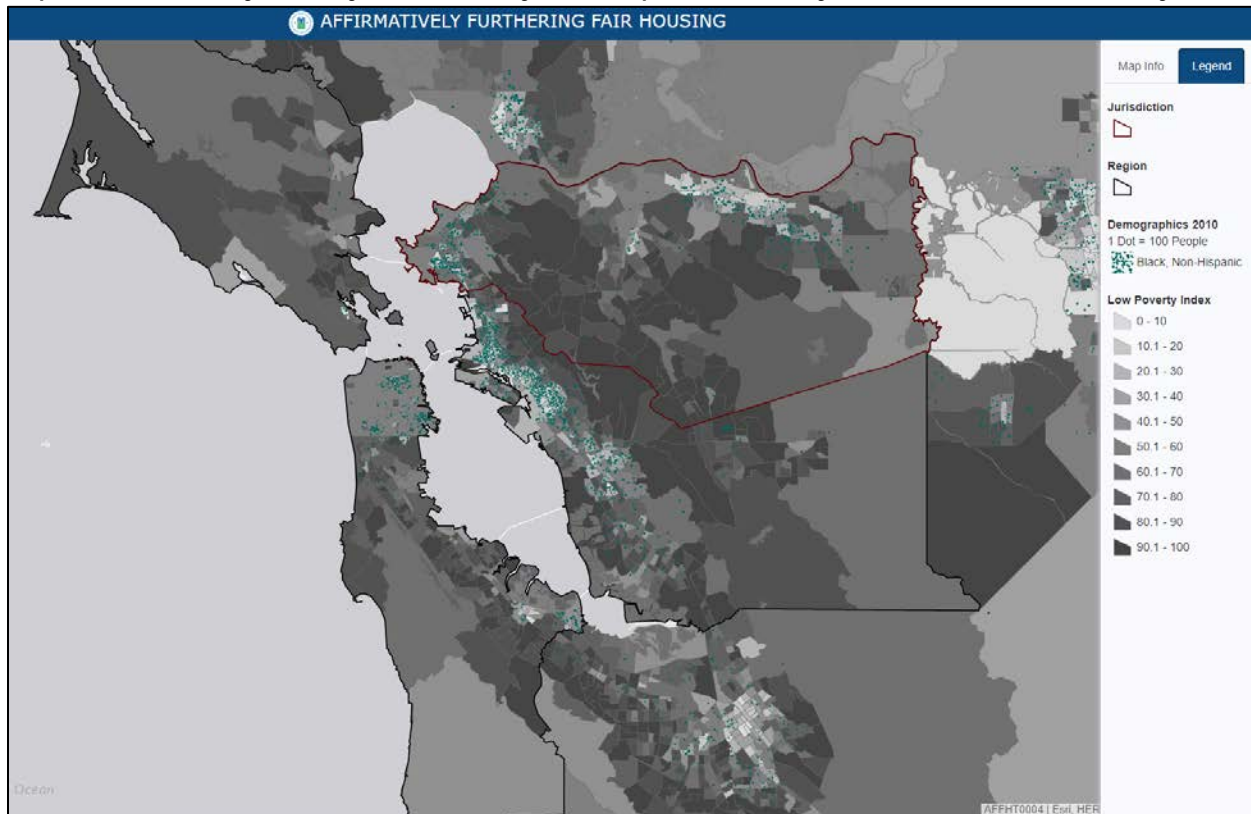 AFFIRMATIVELY FURTHERING FAIR HOUSING
Map Info
Legend
Jurisdiction
Region
Demographics 2010
1 Dot = 100 People
Black, Non-Hispanic
Low Poverty Index
0 - 10
10.1 - 20
20.1 - 30
30.1 - 40
40.1 - 50
50.1 - 60
60.1 - 70
70.1 - 80
80.1 - 90
90.1 - 100
Ocean
AFFHT0004 | Esri, HER